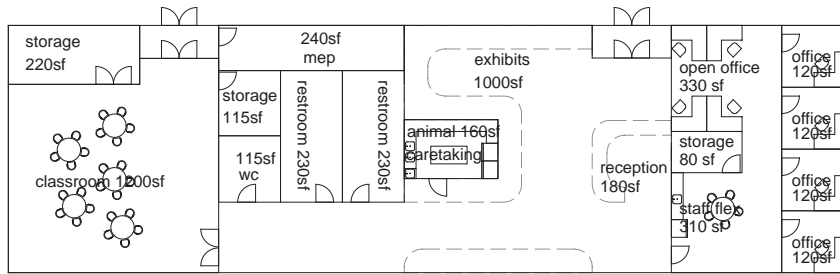 storage
220sf
240sf
mep
exhibits
1000sf
storage
115sf
restroom 230sf
restroom 230sf
115sf
wc
animal 160sf
caretaking
classroom 1200sf
reception
180sf
open office
330 sf
storage
80 sf
staff flex
310 sf
office
120sf
office
120sf
office
120sf
office
120sf